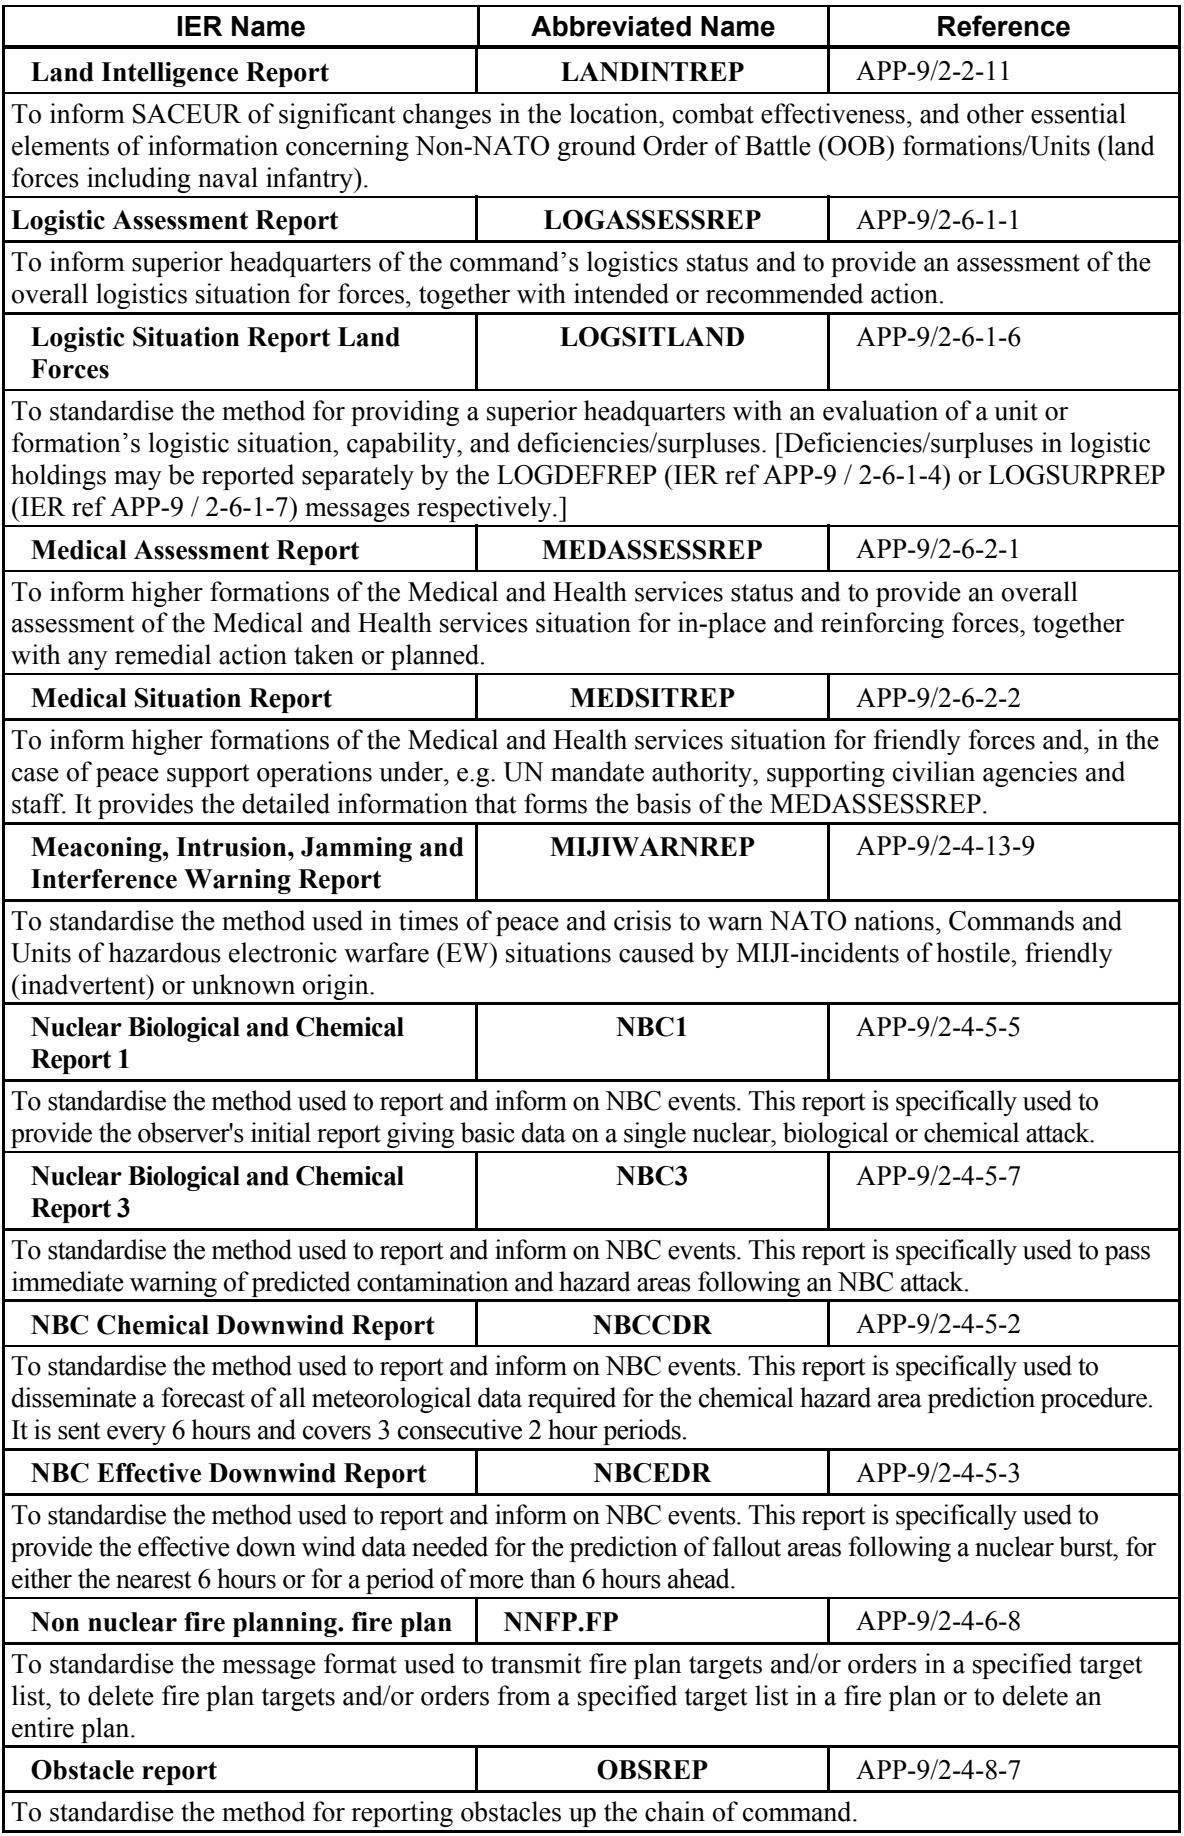 IER Name Abbreviated Name Reference
Land Intelligence Report LANDINTREP APP-9/2-2-11
To inform SACEUR of significant changes in the location, combat effectiveness, and other essential
elements of information concerning Non-NATO ground Order of Battle (OOB) formations/Units (land
forces including naval infantry).
Logistic Assessment Report LOGASSESSREP APP-9/2-6-1-1
To inform superior headquarters of the command’s logistics status and to provide an assessment of the
overall logistics situation for forces, together with intended or recommended action.
Logistic Situation Report Land LOGSITLAND APP-9/2-6-1-6
Forces
To standardise the method for providing a superior headquarters with an evaluation of a unit or
formation’s logistic situation, capability, and deficiencies/surpluses. [Deficiencies/surpluses in logistic
holdings may be reported separately by the LOGDEFREP (IER ref APP-9 / 2-6-1-4) or LOGSURPREP
(IER ref APP-9 / 2-6-1-7) messages respectively.]
Medical Assessment Report MEDASSESSREP APP-9/2-6-2-1
To inform higher formations of the Medical and Health services status and to provide an overall
assessment of the Medical and Health services situation for in-place and reinforcing forces, together
with any remedial action taken or planned.
Medical Situation Report MEDSITREP APP-9/2-6-2-2
To inform higher formations of the Medical and Health services situation for friendly forces and, in the
case of peace support operations under, e.g. UN mandate authority, supporting civilian agencies and
staff. It provides the detailed information that forms the basis of the MEDASSESSREP.
Meaconing, Intrusion, Jamming and MIJIWARNREP APP-9/2-4-13-9
Interference Warning Report
To standardise the method used in times of peace and crisis to warn NATO nations, Commands and
Units of hazardous electronic warfare (EW) situations caused by MIJI-incidents of hostile, friendly
(inadvertent) or unknown origin.
Nuclear Biological and Chemical NBC1 APP-9/2-4-5-5
Report 1
To standardise the method used to report and inform on NBC events. This report is specifically used to
provide the observer's initial report giving basic data on a single nuclear, biological or chemical attack.
Nuclear Biological and Chemical NBC3 APP-9/2-4-5-7
Report 3
To standardise the method used to report and inform on NBC events. This report is specifically used to pass
immediate warning of predicted contamination and hazard areas following an NBC attack.
NBC Chemical Downwind Report NBCCDR APP-9/2-4-5-2
To standardise the method used to report and inform on NBC events. This report is specifically used to
disseminate a forecast of all meteorological data required for the chemical hazard area prediction procedure.
It is sent every 6 hours and covers 3 consecutive 2 hour periods.
NBC Effective Downwind Report NBCEDR APP-9/2-4-5-3
To standardise the method used to report and inform on NBC events. This report is specifically used to
provide the effective down wind data needed for the prediction of fallout areas following a nuclear burst, for
either the nearest 6 hours or for a period of more than 6 hours ahead.
Non nuclear fire planning. fire plan NNFP.FP APP-9/2-4-6-8
To standardise the message format used to transmit fire plan targets and/or orders in a specified target
list, to delete fire plan targets and/or orders from a specified target list in a fire plan or to delete an
entire plan.
Obstacle report OBSREP APP-9/2-4-8-7
To standardise the method for reporting obstacles up the chain of command.